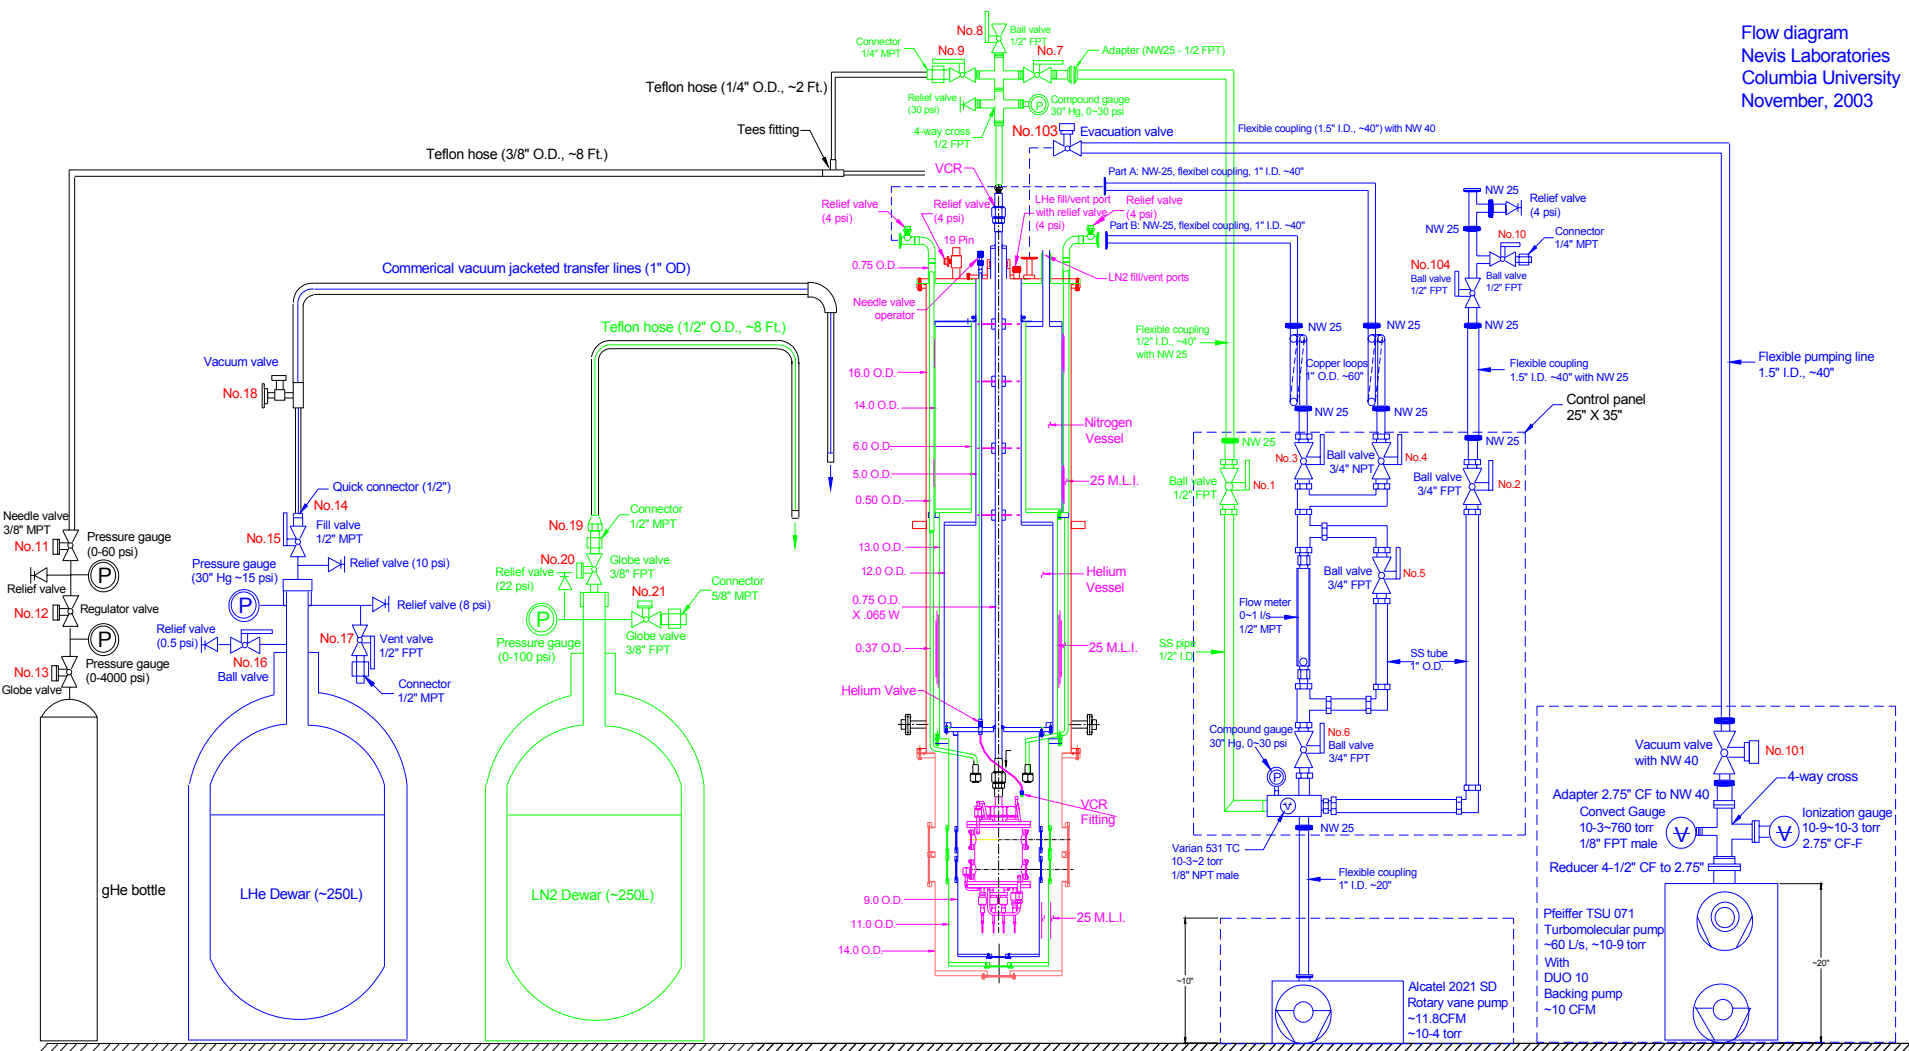 Flow diagram
Nevis Laboratories
Columbia University
November, 2003
No.8
Ball valve
1/2" FPT
Connector
1/4" MPT
No.9
No.7
Adapter (NW25 - 1/2 FPT)
Teflon hose (1/4" O.D., ~2 Ft.)
Relief valve
(30 psi)
Compound gauge
30" Hg, 0~30 psi
4-way cross
1/2 FPT
No.103
Evacuation valve
Flexible coupling (1.5" I.D., ~40") with NW 40
Tees fitting
Teflon hose (3/8" O.D., ~8 Ft.)
VCR
Part A: NW-25, flexibel coupling, 1" I.D. ~40"
Relief valve
(4 psi)
Relief valve
(4 psi)
LHe fill/vent port
with relief valve
(4 psi)
Relief valve
(4 psi)
Part B: NW-25, flexibel coupling, 1" I.D. ~40"
19 Pin
NW 25
Relief valve
(4 psi)
NW 25
No.10
Connector
1/4" MPT
No.104
Ball valve
1/2" FPT
Ball valve
1/2" FPT
Commerical vacuum jacketed transfer lines (1" OD)
0.75 O.D.
LN2 fill/vent ports
Needle valve
operator
Teflon hose (1/2" O.D., ~8 Ft.)
Flexible coupling
1/2" I.D., ~40"
with NW 25
NW 25
NW 25
NW 25
Vacuum valve
No.18
16.0 O.D.
Copper loops
1" O.D. ~60"
Flexible coupling
1.5" I.D. ~40" with NW 25
Flexible pumping line
1.5" I.D., ~40"
14.0 O.D.
NW 25
NW 25
Control panel
25" X 35"
Nitrogen
Vessel
6.0 O.D.
NW 25
NW 25
No.3
Ball valve
3/4" NPT
No.4
5.0 O.D.
25 M.L.I.
Ball valve
1/2" FPT
No.1
Ball valve
3/4" FPT
No.2
0.50 O.D.
Quick connector (1/2")
No.14
Needle valve
3/8" MPT
No.11
Pressure gauge
(0-60 psi)
P
No.15
Fill valve
1/2" MPT
No.19
Connector
1/2" MPT
Pressure gauge
(30" Hg ~15 psi)
Relief valve (10 psi)
No.20
Globe valve
3/8" FPT
Relief valve
(22 psi)
13.0 O.D.
12.0 O.D.
Helium
Vessel
Ball valve
3/4" FPT
No.5
Relief valve
No.12
Regulator valve
P
Relief valve (8 psi)
P
No.21
Connector
5/8" MPT
0.75 O.D.
X .065 W
Flow meter
0~1 l/s
1/2" MPT
P
Relief valve
(0.5 psi)
No.17
Vent valve
1/2" FPT
Pressure gauge
(0-100 psi)
Globe valve
3/8" FPT
0.37 O.D.
25 M.L.I.
SS pipe
1/2" I.D.
SS tube
1" O.D.
No.13
Pressure gauge
(0-4000 psi)
Globe valve
No.16
Ball valve
Connector
1/2" MPT
Helium Valve
Compound gauge
30" Hg, 0~30 psi
No.6
Ball valve
3/4" FPT
P
Vacuum valve
with NW 40
No.101
4-way cross
Adapter 2.75" CF to NW 40
Convect Gauge
10-3~760 torr
1/8" FPT male
Ionization gauge
10-9~10-3 torr
2.75" CF-F
VCR
Fitting
NW 25
Varian 531 TC
10-3~2 torr
1/8" NPT male
Reducer 4-1/2" CF to 2.75"
Flexible coupling
1" I.D. ~20"
gHe bottle
LHe Dewar (~250L)
LN2 Dewar (~250L)
9.0 O.D.
11.0 O.D.
25 M.L.I.
14.0 O.D.
Pfeiffer TSU 071
Turbomolecular pump
~60 L/s, ~10-9 torr
With
DUO 10
Backing pump
~10 CFM
~20"
~10"
Alcatel 2021 SD
Rotary vane pump
~11.8CFM
~10-4 torr